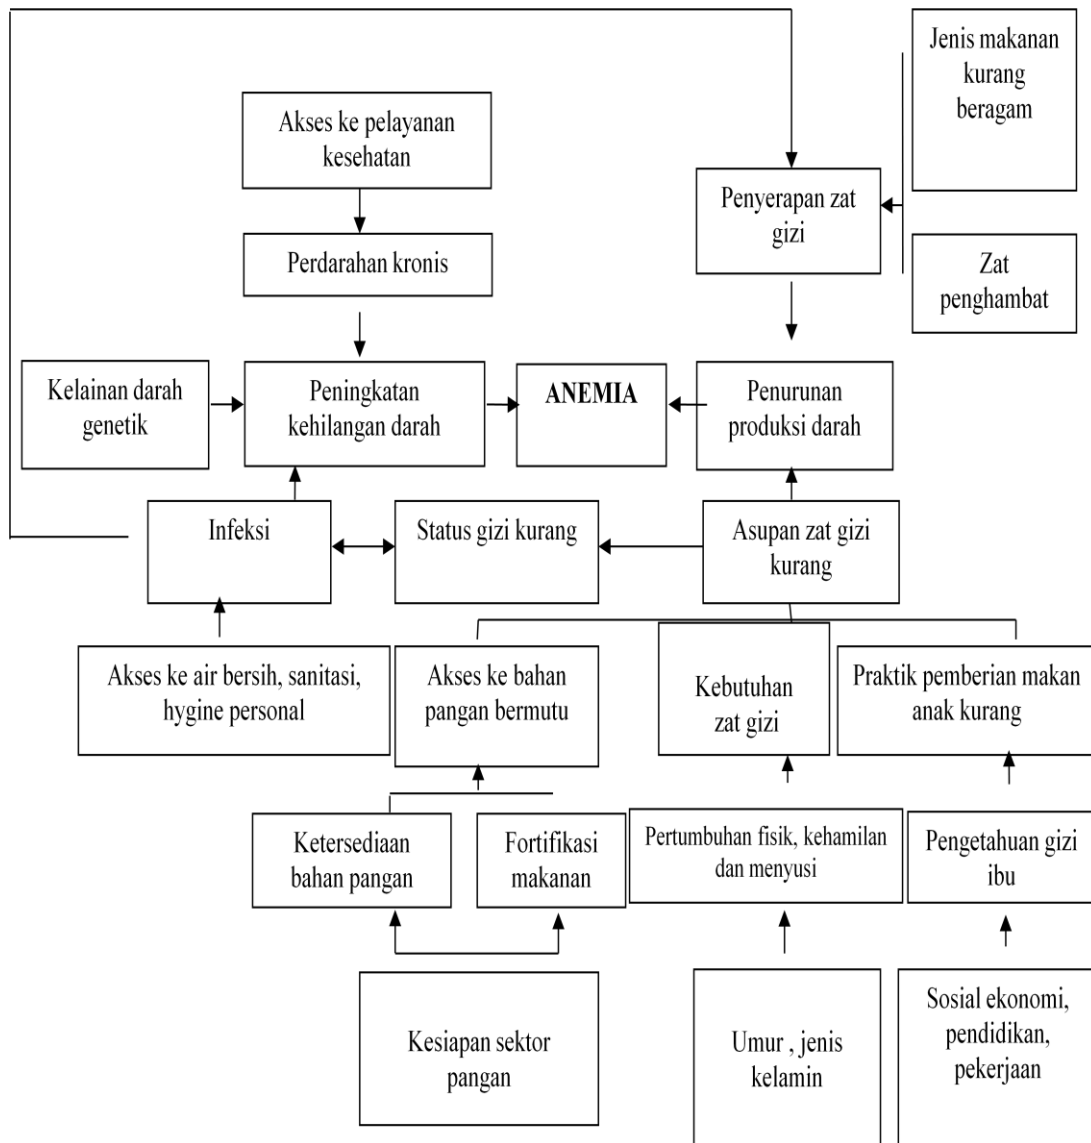 Jenis makanan
kurang
beragam
Akses ke pelayanan
kesehatan
Penyerapan zat
gizi
Perdarahan kronis
Zat
penghambat
Kelainan darah
genetik
Peningkatan
kehilangan darah
ANEMIA
Penurunan
produksi darah
Infeksi
Status gizi kurang
Asupan zat gizi
kurang
Akses ke air bersih, sanitasi,
hygine personal
Akses ke bahan
pangan bermutu
Kebutuhan
zat gizi
Praktik pemberian makan
anak kurang
Ketersediaan
bahan pangan
Fortifikasi
makanan
Pertumbuhan fisik, kehamilan
dan menyusi
Pengetahuan gizi
ibu
Kesiapan sektor
pangan
Umur , jenis
kelamin
Sosial ekonomi,
pendidikan,
pekerjaan